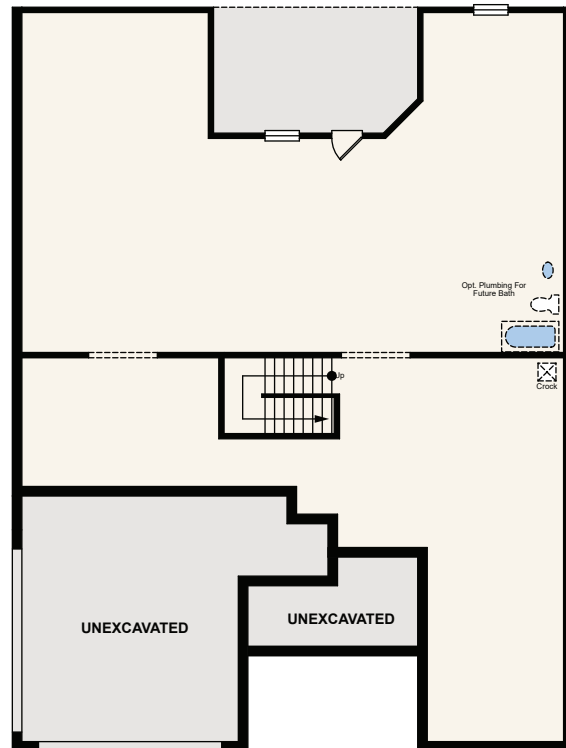 Opt. Plumbing For
Future Bath
Up
Crock
UNEXCAVATED
UNEXCAVATED